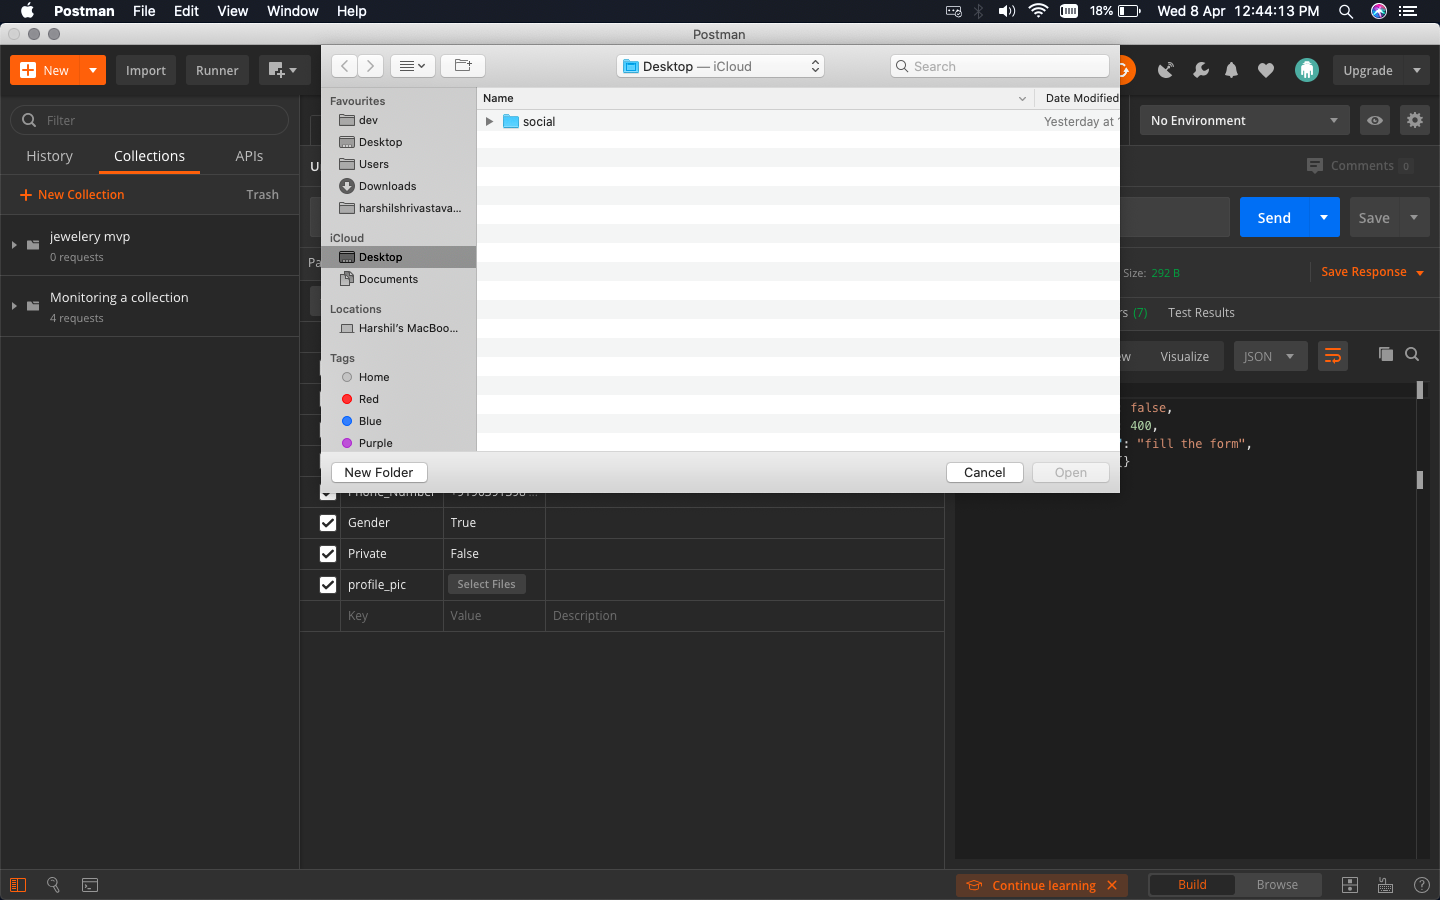 Postman File Edit View Window Help 18% Wed 8 Apr 12:44:13 PM
Postman
New Import Runner Desktop — iCloud Search Upgrade
Filter
History Collections APIs
New Collection Trash
jewelery mvp
0 requests
Monitoring a collection
4 requests
Favourites
dev
Desktop
Users
Downloads
harshilshrivastava...
iCloud
Desktop
Documents
Locations
Harshil's MacBoo...
Tags
Home
Red
Blue
Purple
Name Date Modified
social Yesterday at
New Folder Cancel Open
No Environment
Comments 0
Send Save
Size: 292 B Save Response
(7) Test Results
Visualize JSON
false,
400,
": "fill the form",
}
Phone_Number
Gender True
Private False
profile_pic Select Files
Key Value Description
Continue learning Build Browse